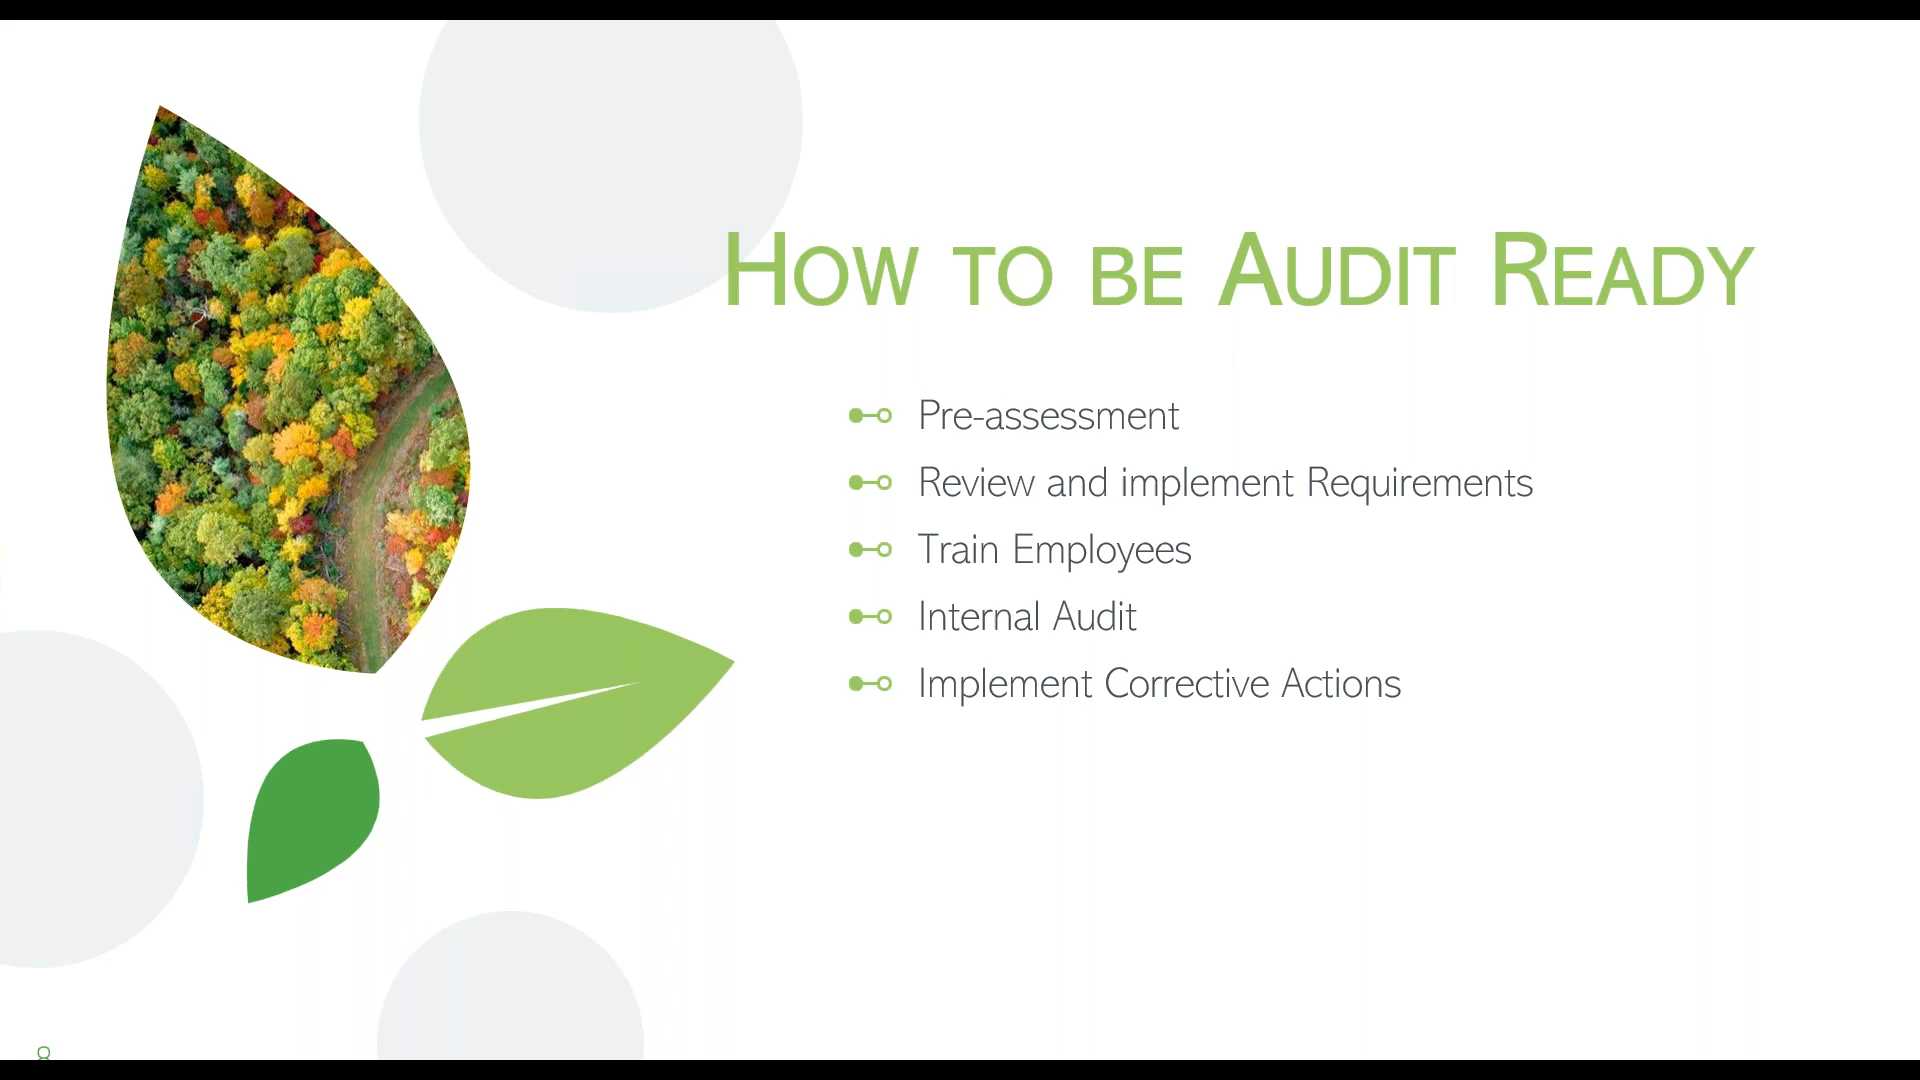 How to be Audit Ready
Pre-assessment
Review and implement Requirements
Train Employees
Internal Audit
Implement Corrective Actions